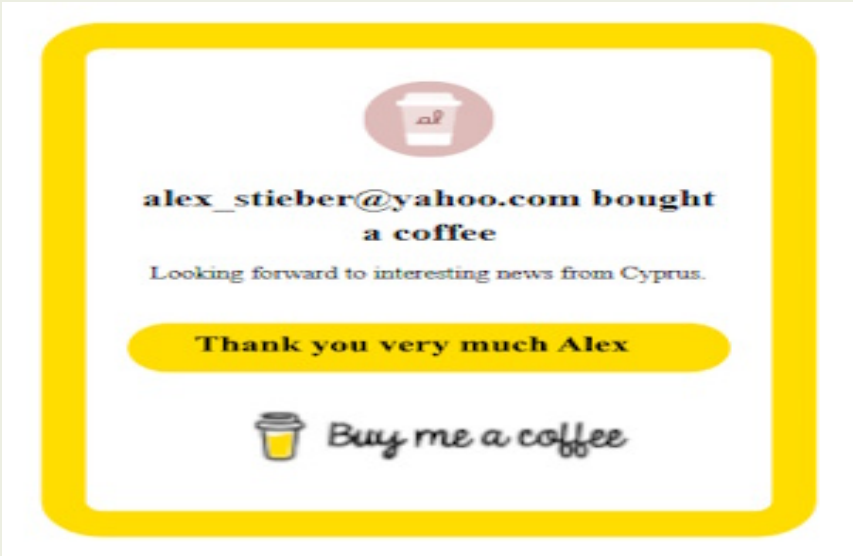 al
alex_stieber@yahoo.com bought
a coffee
Looking forward to interesting news from Cyprus.
Thank you very much Alex
Buy me a coffee